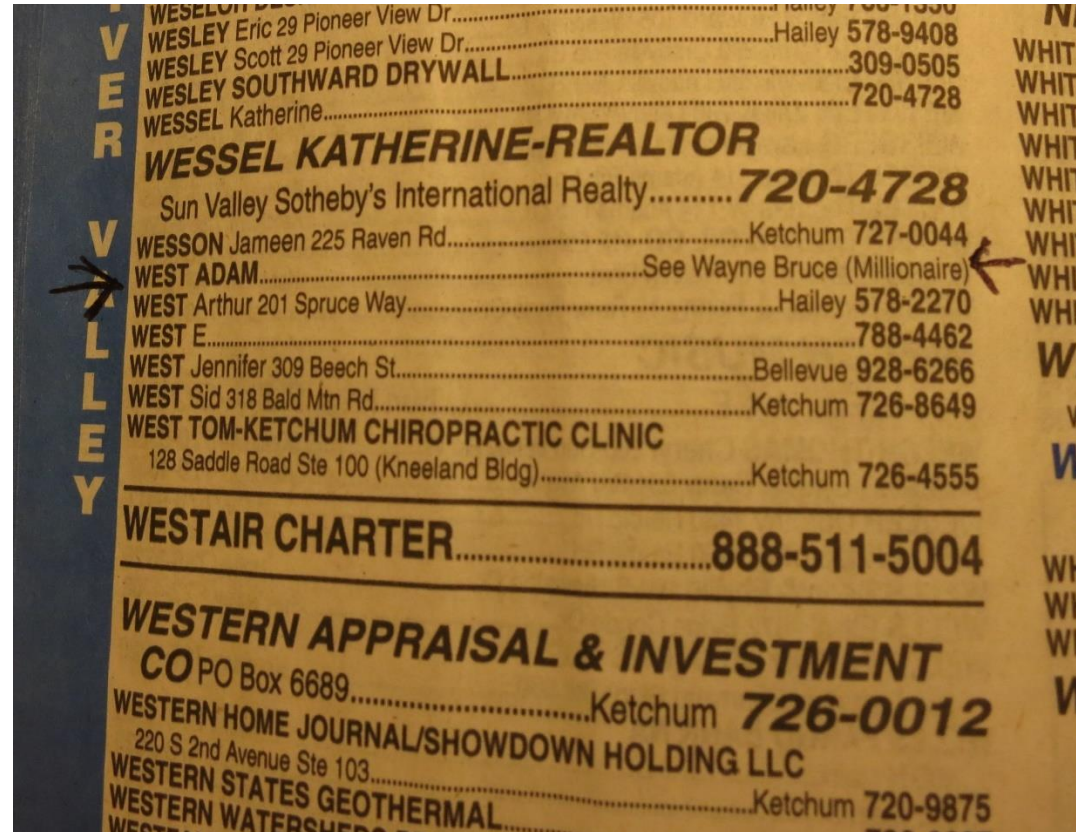 VER VALLEY
WESLEY Eric 29 Pioneer View Dr
WESLEY Scott 29 Pioneer View Dr....Hailey 578-9408
WESLEY SOUTHWARD DRYWALL....309-0505
WESSEL Katherine....720-4728
WESSEL KATHERINE-REALTOR
Sun Valley Sotheby's International Realty....720-4728
WESSON Jameen 225 Raven Rd....Ketchum 727-0044
WEST ADAM....See Wayne Bruce (Millionaire)
WEST Arthur 201 Spruce Way....Hailey 578-2270
WEST E....788-4462
WEST Jennifer 309 Beech St....Bellevue 928-6266
WEST Sid 318 Bald Mtn Rd....Ketchum 726-8649
WEST TOM-KETCHUM CHIROPRACTIC CLINIC
128 Saddle Road Ste 100 (Kneeland Bldg)....Ketchum 726-4555
WESTAIR CHARTER....888-511-5004
WESTERN APPRAISAL & INVESTMENT
CO PO Box 6689....Ketchum 726-0012
WESTERN HOME JOURNAL/SHOWDOWN HOLDING LLC
220 S 2nd Avenue Ste 103....Ketchum 720-9875
WESTERN STATES GEOTHERMAL
WESTERN